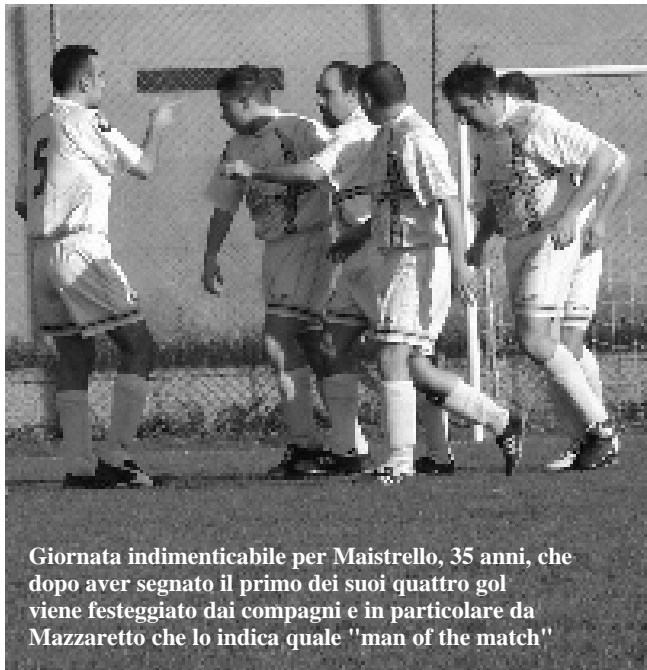 5
Giornata indimenticabile per Maistrello, 35 anni, che
dopo aver segnato il primo dei suoi quattro gol
viene festeggiato dai compagni e in particolare da
Mazzaretto che lo indica quale "man of the match"